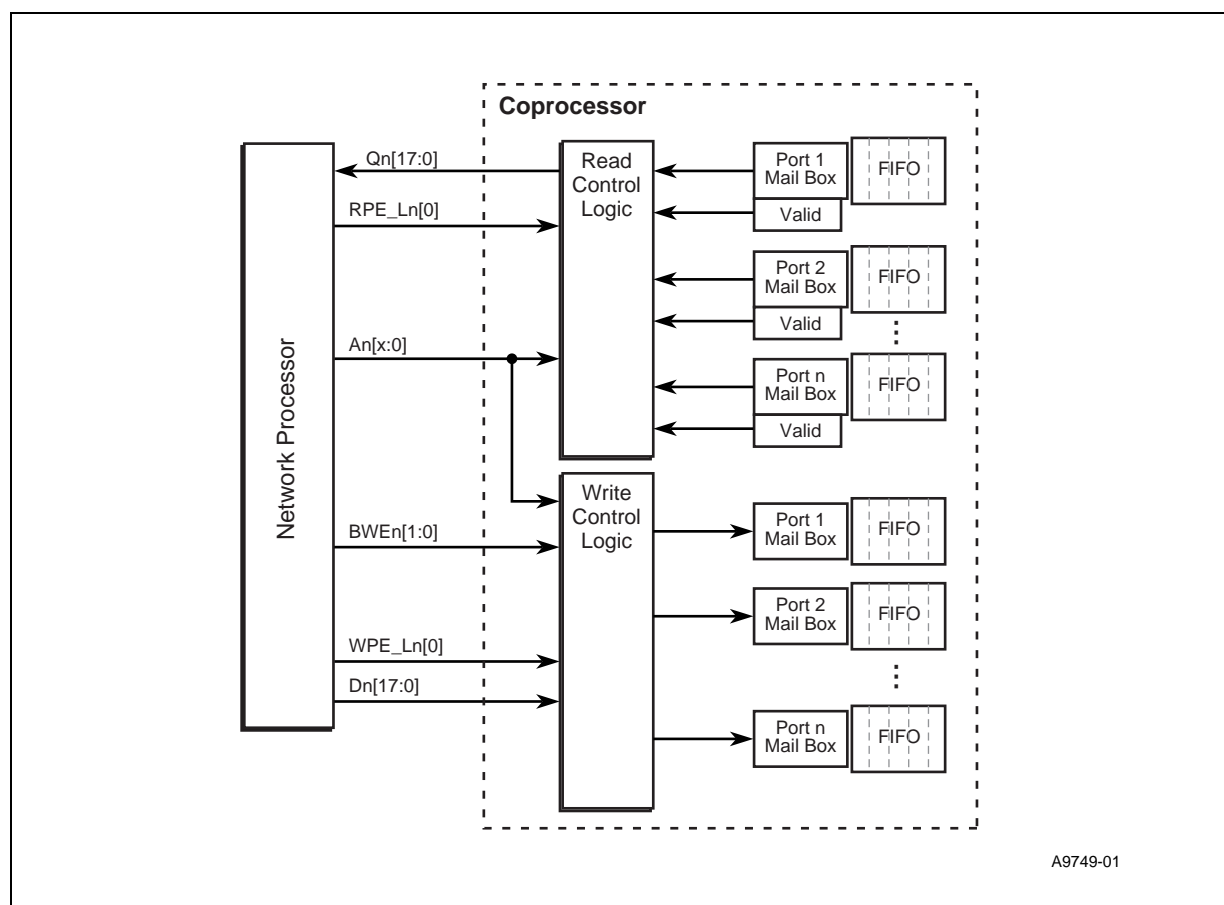 Coprocessor
Network Processor
Qn[17:0]
RPE_Ln[0]
An[x:0]
BWEn[1:0]
WPE_Ln[0]
Dn[17:0]
Read
Control
Logic
Port 1
Mail Box
FIFO
Valid
Port 2
Mail Box
FIFO
Valid
Port n
Mail Box
FIFO
Valid
Write
Control
Logic
Port 1
Mail Box
FIFO
Port 2
Mail Box
FIFO
Port n
Mail Box
FIFO
A9749-01